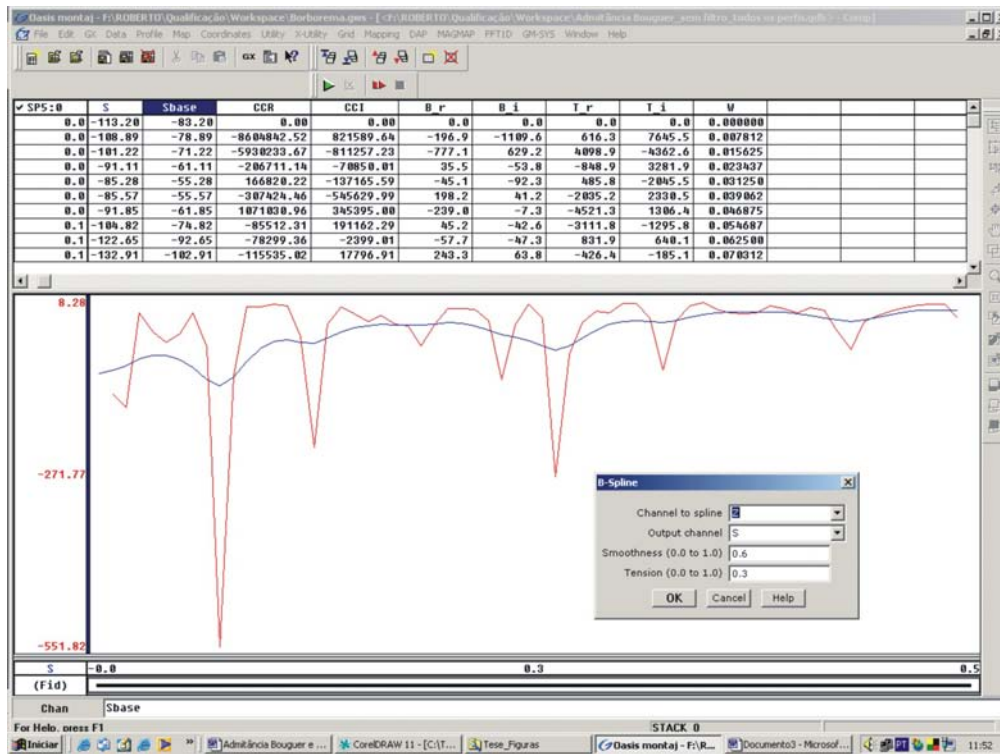 Oasis montaj - F:\ROBERTO\Qualificação\Workspace\Borborema.gws - [<F:\ROBERTO\Qualificação\Workspace\Admitância Bouguer_sem filtro_todos os perfis.gdb> - Comp]
File Edit GX Data Profile Map Coordinates Utility X-Utility Grid Mapping DAP MAGMAP FFT1D GM-SYS Window Help
GX
✓ SP5:0 S Sbase CCR CCI B_r B_i T_r T_i W
0.0 -113.20 -83.20 0.00 0.00 0.0 0.0 0.0 0.0 0.000000
0.0 -108.89 -78.89 -8604842.52 821589.64 -196.9 -1109.6 616.3 7645.5 0.007812
0.0 -101.22 -71.22 -5930233.67 -811257.23 -777.1 629.2 4098.9 -4362.6 0.015625
0.0 -91.11 -61.11 -206711.14 -70850.01 35.5 -53.8 -848.9 3281.9 0.023437
0.0 -85.28 -55.28 166820.22 -137165.59 -45.1 -92.3 485.8 -2045.5 0.031250
0.0 -85.57 -55.57 -307424.46 -545629.99 198.2 41.2 -2035.2 2330.5 0.039062
0.0 -91.85 -61.85 1071030.96 345395.00 -239.0 -7.3 -4521.3 1306.4 0.046875
0.1 -104.82 -74.82 -85512.31 191162.29 45.2 -42.6 -3111.8 -1295.8 0.054687
0.1 -122.65 -92.65 -78299.36 -2399.01 -57.7 -47.3 831.9 640.1 0.062500
0.1 -132.91 -102.91 -115535.02 17796.91 243.3 63.8 -426.4 -185.1 0.070312
8.28
-271.77
-551.82
B-Spline
Channel to spline Z
Output channel S
Smoothness (0.0 to 1.0) 0.6
Tension (0.0 to 1.0) 0.3
OK Cancel Help
S -0.0 0.3 0.5
(Fid)
Chan Sbase
For Help, press F1 STACK 0
Iniciar » Admitância Bouguer e ... CorelDRAW 11 - [C:\T... Tese_Figuras Oasis montaj - F:\R... Documento3 - Microsof... PT 11:52